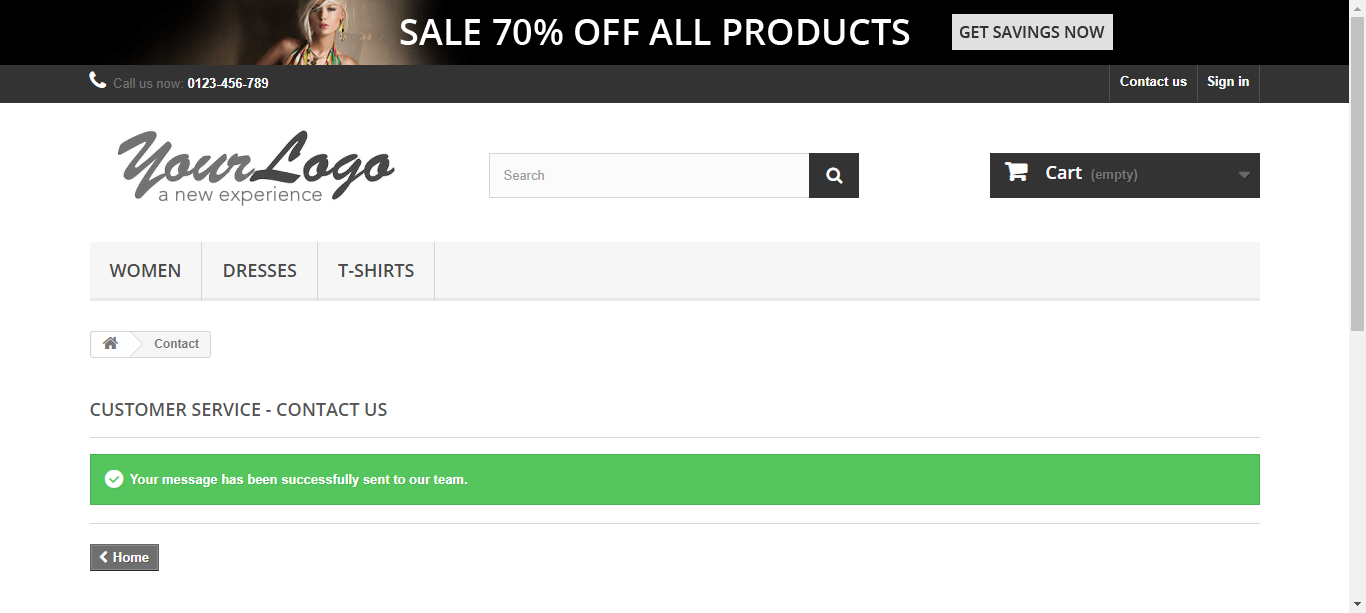 SALE 70% OFF ALL PRODUCTS GET SAVINGS NOW
Call us now: 0123-456-789 Contact us Sign in
YourLogo
a new experience
Search
Cart (empty)
WOMEN DRESSES T-SHIRTS
Contact
CUSTOMER SERVICE - CONTACT US
Your message has been successfully sent to our team.
Home